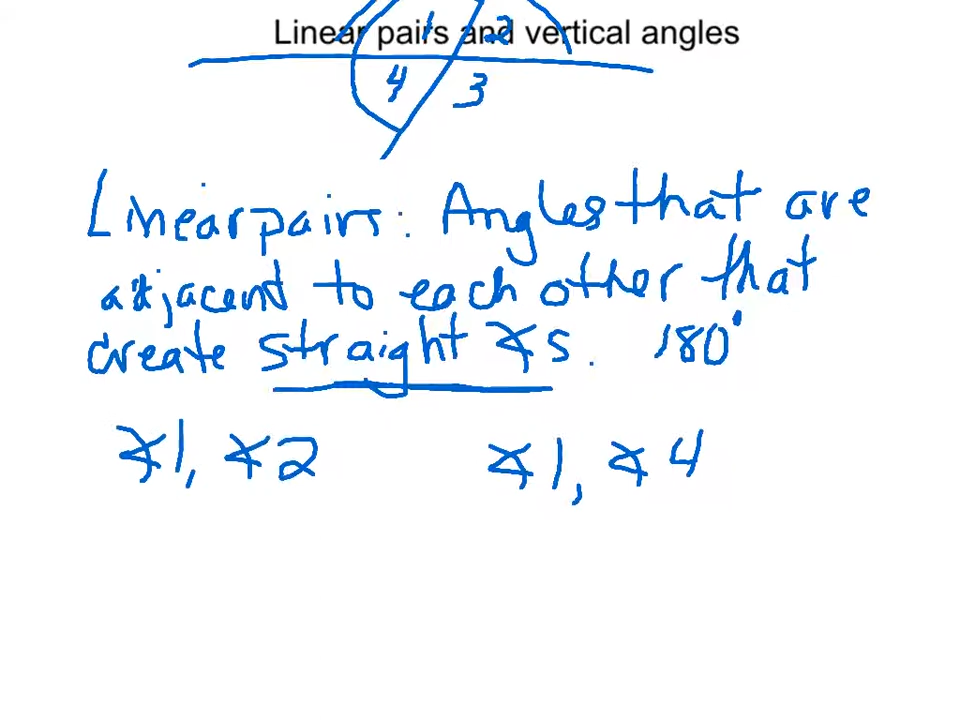 1 2
Linear pairs and vertical angles
4 3
Linear pairs: Angles that are
adjacent to each other that
create straight ∡s. 180°
∡1, ∡2 ∡1, ∡4